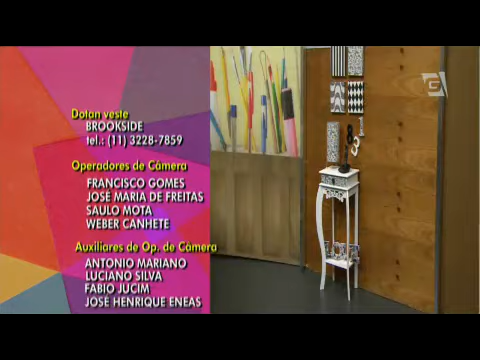 Dotan veste
BROOKSIDE
tel.: (11) 3228-7859
Operadores de Câmera
FRANCISCO GOMES
JOSÉ MARIA DE FREITAS
SAULO MOTA
WEBER CANHETE
Auxiliares de Op. de Câmera
ANTONIO MARIANO
LUCIANO SILVA
FABIO JUCIM
JOSÉ HENRIQUE ENEAS